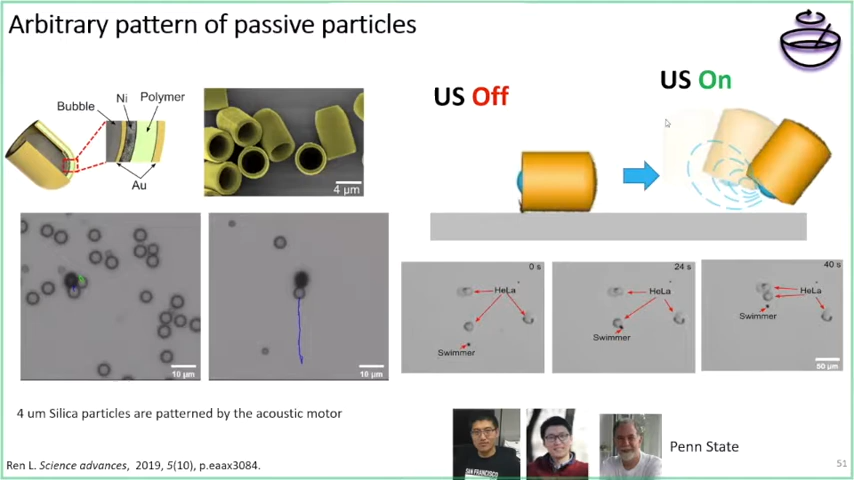 Arbitrary pattern of passive particles
US Off
US On
Bubble
Ni
Polymer
Au
4 μm
10 μm
10 μm
0 s
HeLa
Swimmer
24 s
HeLa
Swimmer
40 s
HeLa
Swimmer
50 μm
4 um Silica particles are patterned by the acoustic motor
SAN FRANCISCO
Penn State
Ren L. Science advances, 2019, 5(10), p.eaax3084.
51